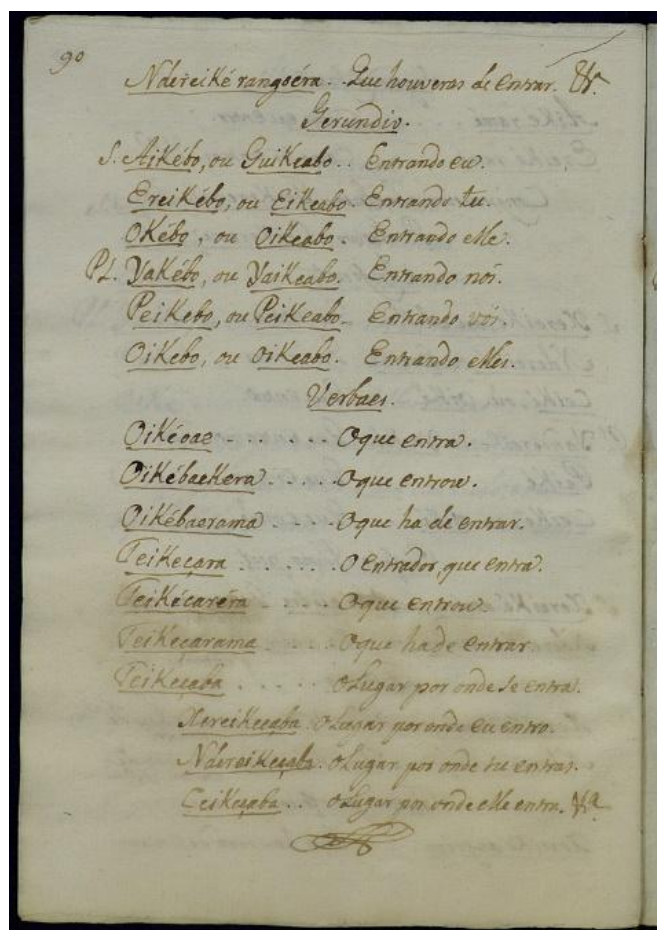 90
Ndereiké rangoéra.. Que houveras de entrar. &c.
Gerundio.
S. Aikébo, ou Guikeabo.. Entrando eu.
Ereikébo, ou Eikeabo. Entrando tu.
Okébo, ou Oikeabo. Entrando elle.
Pl. Yakébo, ou Yaikeabo. Entrando nós.
Peikebo, ou Peikeabo.. Entrando vós.
Oikebo, ou oikeabo. Entrando elles.
Verbaes.
Oikéoae - . . . - . O que entra.
Oikébaekera . . . . . O que entrou.
Oikébaerama . . . . O que ha de entrar.
Teikeçara . . . . . . O Entrador, que entra.
Teikécaréra . . . . O que entrou.
Teikeçarama . . . . O que ha de entrar.
Teikeçaba . . . . . O Lugar por onde se entra.
Xereikeçaba. O Lugar por onde eu entro.
Ndereikeçaba. O Lugar por onde tu entras.
Ceikeçaba . . . O Lugar por onde elle entra. &c.